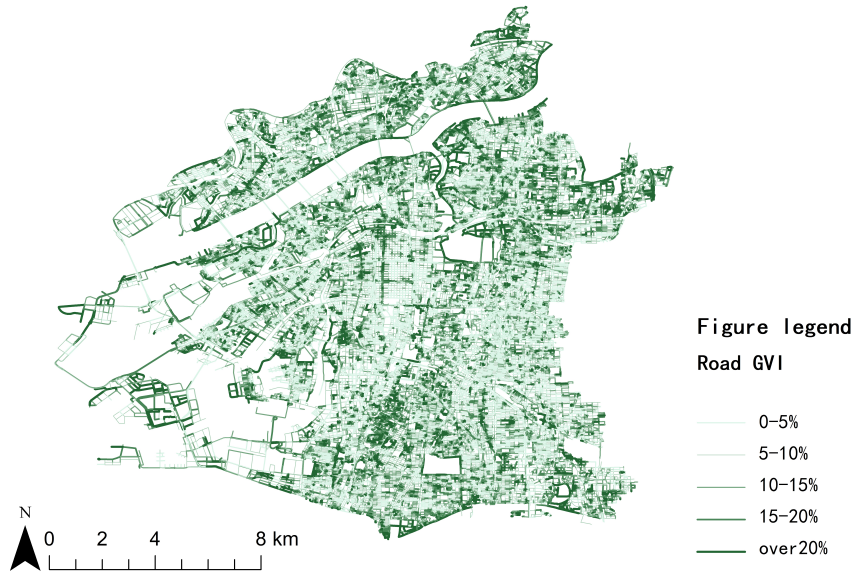 Figure legend
Road GVI
0-5%
5-10%
10-15%
15-20%
over20%
N
0 2 4 8 km